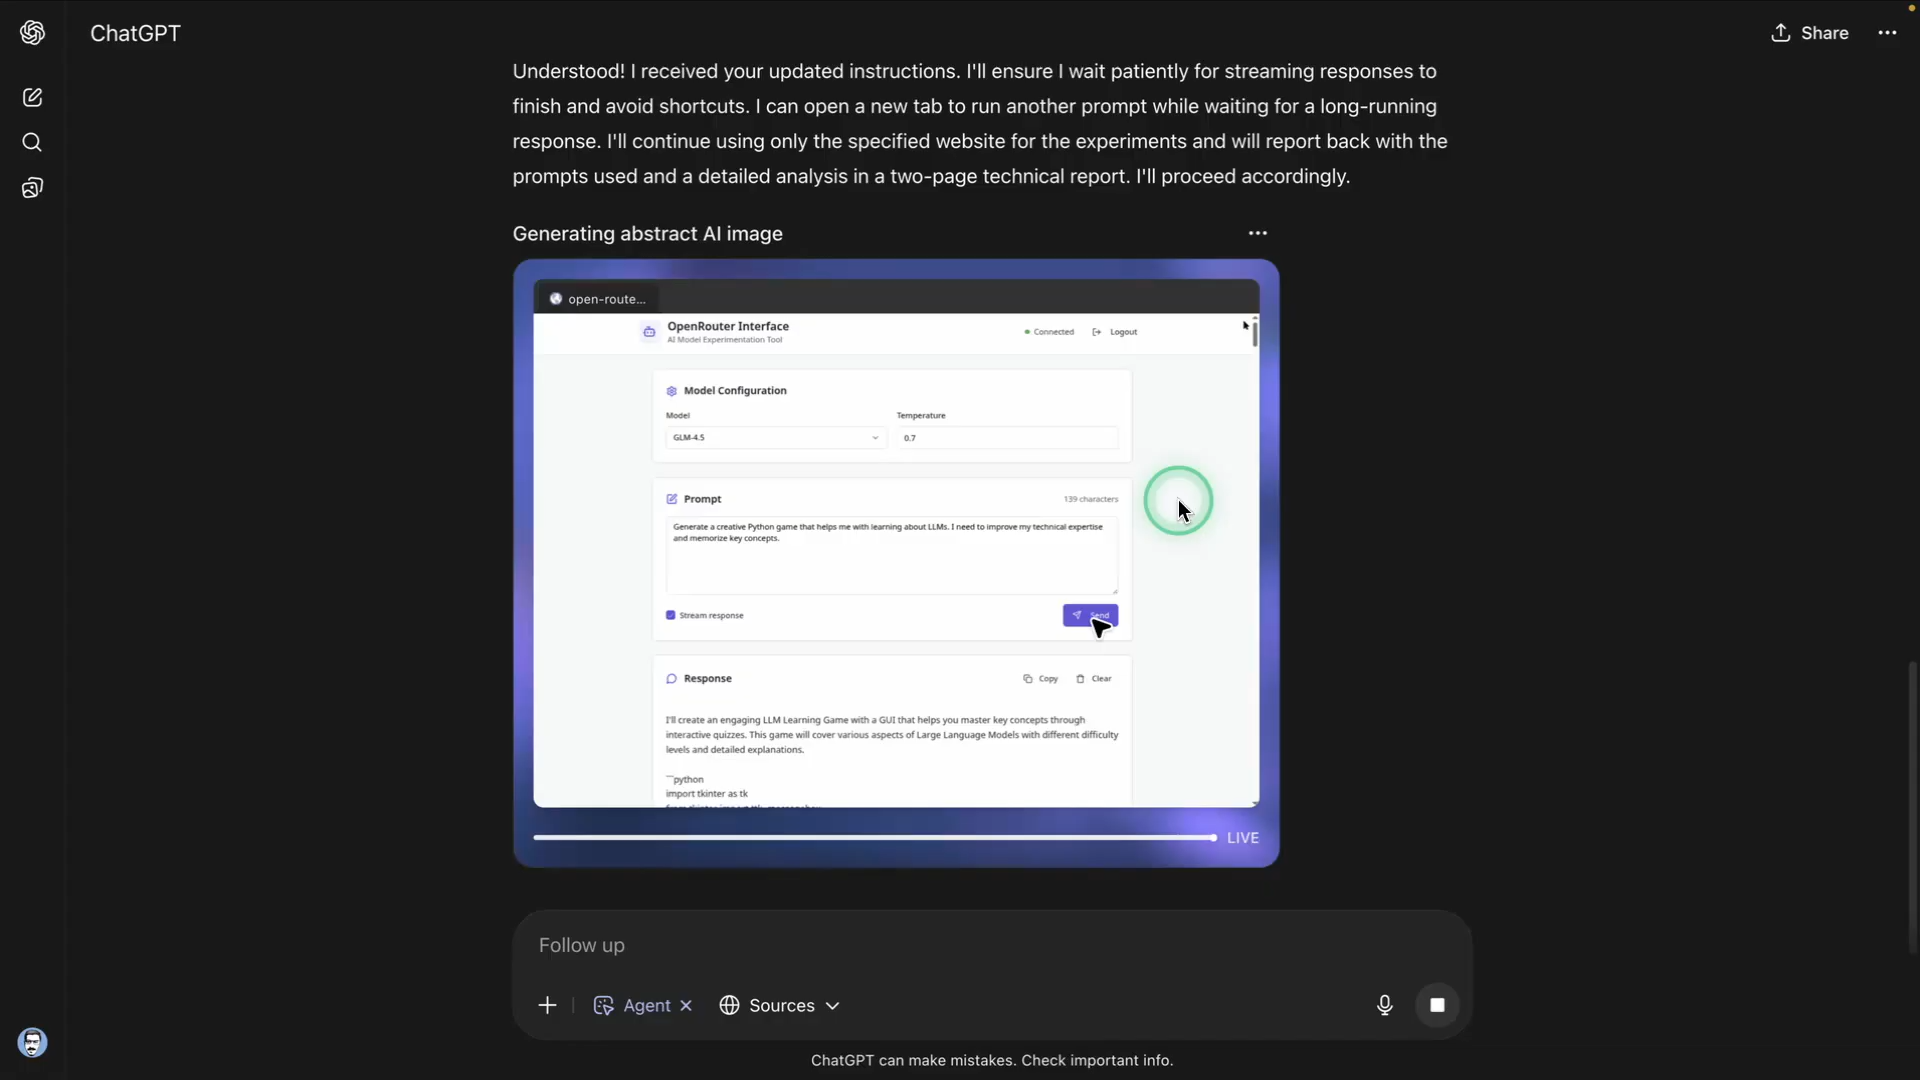 ChatGPT
Share
Understood! I received your updated instructions. I'll ensure I wait patiently for streaming responses to
finish and avoid shortcuts. I can open a new tab to run another prompt while waiting for a long-running
response. I'll continue using only the specified website for the experiments and will report back with the
prompts used and a detailed analysis in a two-page technical report. I'll proceed accordingly.
Generating abstract AI image
open-route...
OpenRouter Interface
AI Model Experimentation Tool
Connected
Logout
Model Configuration
Model
Temperature
GLM-4.5
0.7
Prompt
139 characters
Generate a creative Python game that helps me with learning about LLMs. I need to improve my technical expertise
and memorize key concepts.
Stream response
Send
Response
Copy
Clear
I'll create an engaging LLM Learning Game with a GUI that helps you master key concepts through
interactive quizzes. This game will cover various aspects of Large Language Models with different difficulty
levels and detailed explanations.
```python
import tkinter as tk
LIVE
Follow up
Agent
Sources
ChatGPT can make mistakes. Check important info.